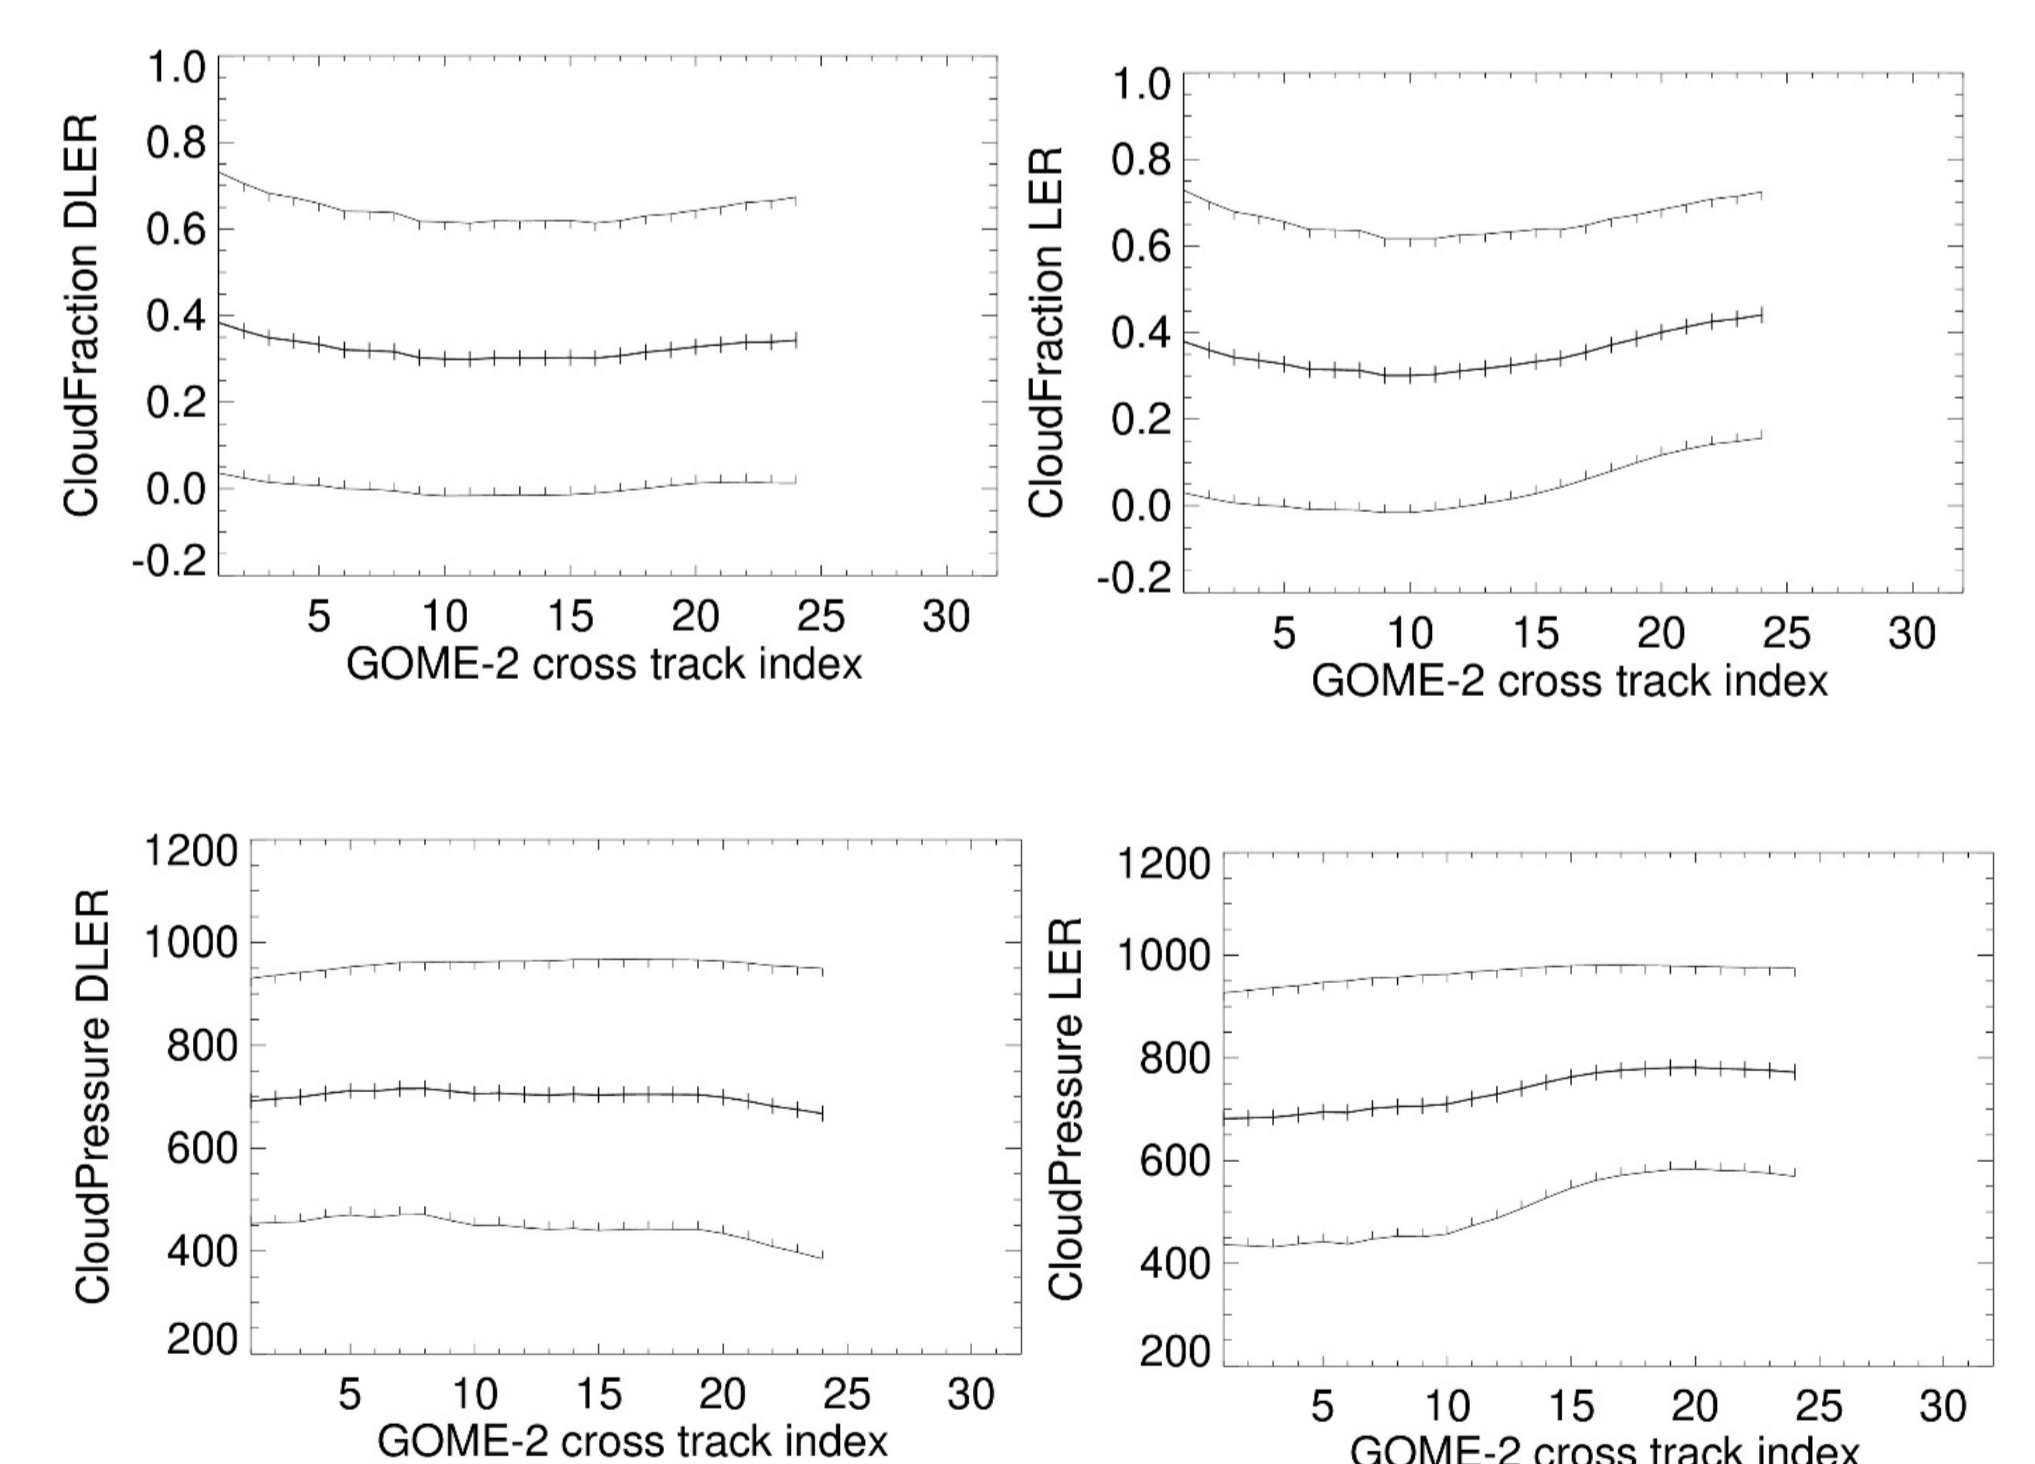 CloudFraction DLER
1.0
0.8
0.6
0.4
0.2
0.0
-0.2
5 10 15 20 25 30
GOME-2 cross track index
CloudFraction LER
1.0
0.8
0.6
0.4
0.2
0.0
-0.2
5 10 15 20 25 30
GOME-2 cross track index
CloudPressure DLER
1200
1000
800
600
400
200
5 10 15 20 25 30
GOME-2 cross track index
CloudPressure LER
1200
1000
800
600
400
200
5 10 15 20 25 30
GOME-2 cross track index